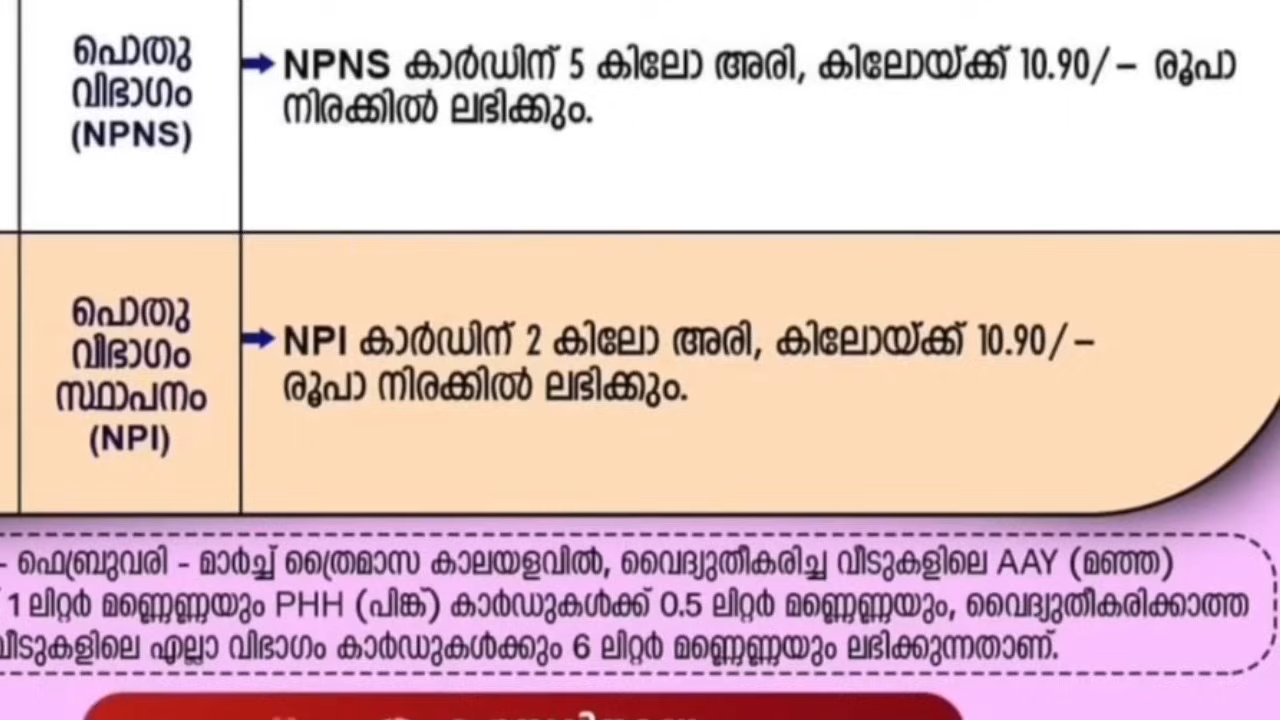 പൊതു
വിഭാഗം
(NPNS)
NPNS കാർഡിന് 5 കിലോ അരി, കിലോയ്ക്ക് 10.90/– രൂപാ
നിരക്കിൽ ലഭിക്കും.
പൊതു
വിഭാഗം
സ്ഥാപനം
(NPI)
NPI കാർഡിന് 2 കിലോ അരി, കിലോയ്ക്ക് 10.90/–
രൂപാ നിരക്കിൽ ലഭിക്കും.
- ഫെബ്രുവരി - മാർച്ച് ത്രൈമാസ കാലയളവിൽ, വൈദ്യുതീകരിച്ച വീടുകളിലെ AAY (മഞ്ഞ)
1 ലിറ്റർ മണ്ണെണ്ണയും PHH (പിങ്ക്) കാർഡുകൾക്ക് 0.5 ലിറ്റർ മണ്ണെണ്ണയും, വൈദ്യുതീകരിക്കാത്ത
വീടുകളിലെ എല്ലാ വിഭാഗം കാർഡുകൾക്കും 6 ലിറ്റർ മണ്ണെണ്ണയും ലഭിക്കുന്നതാണ്.